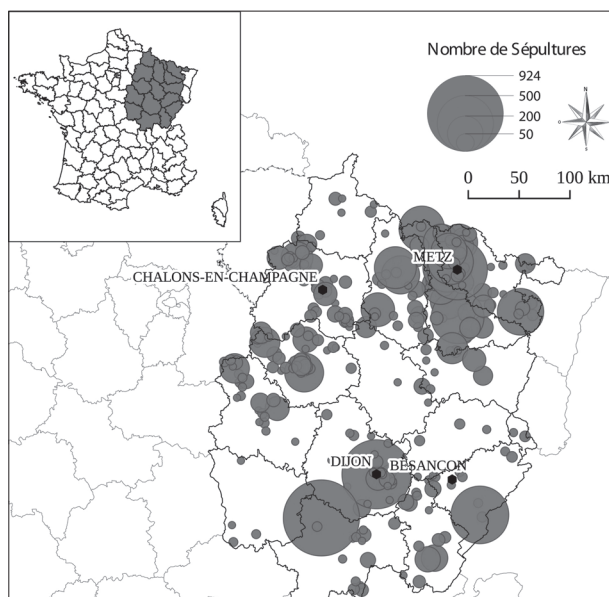 Nombre de Sépultures
924
500
200
50
N
O
E
S
0 50 100 km
METZ
CHALONS-EN-CHAMPAGNE
DIJON
BESANÇON